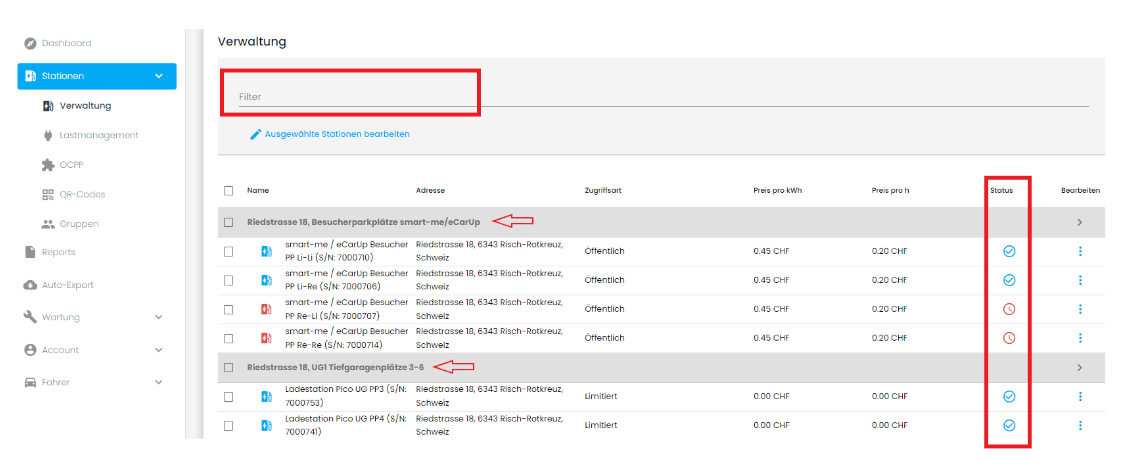 Dashboard
Stationen
Verwaltung
Lastmanagement
OCPP
QR-Codes
Gruppen
Reports
Auto-Export
Wartung
Account
Fahrer
Verwaltung
Filter
Ausgewählte Stationen bearbeiten
Name Adresse Zugriffsart Preis pro kWh Preis pro h Status Bearbeiten
Riedstrasse 18, Besucherparkplätze smart-me/eCarUp
smart-me / eCarUp Besucher Riedstrasse 18, 6343 Risch-Rotkreuz,
PP Li-Li (S/N: 7000710) Schweiz Öffentlich 0.45 CHF 0.20 CHF
smart-me / eCarUp Besucher Riedstrasse 18, 6343 Risch-Rotkreuz,
PP Li-Re (S/N: 7000706) Schweiz Öffentlich 0.45 CHF 0.20 CHF
smart-me / eCarUp Besucher Riedstrasse 18, 6343 Risch-Rotkreuz,
PP Re-Li (S/N: 7000707) Schweiz Öffentlich 0.45 CHF 0.20 CHF
smart-me / eCarUp Besucher Riedstrasse 18, 6343 Risch-Rotkreuz,
PP Re-Re (S/N: 7000714) Schweiz Öffentlich 0.45 CHF 0.20 CHF
Riedstrasse 18, UG1 Tiefgaragenplätze 3-6
Ladestation Pico UG PP3 (S/N: Riedstrasse 18, 6343 Risch-Rotkreuz,
7000753) Schweiz Limitiert 0.00 CHF 0.00 CHF
Ladestation Pico UG PP4 (S/N: Riedstrasse 18, 6343 Risch-Rotkreuz,
7000741) Schweiz Limitiert 0.00 CHF 0.00 CHF